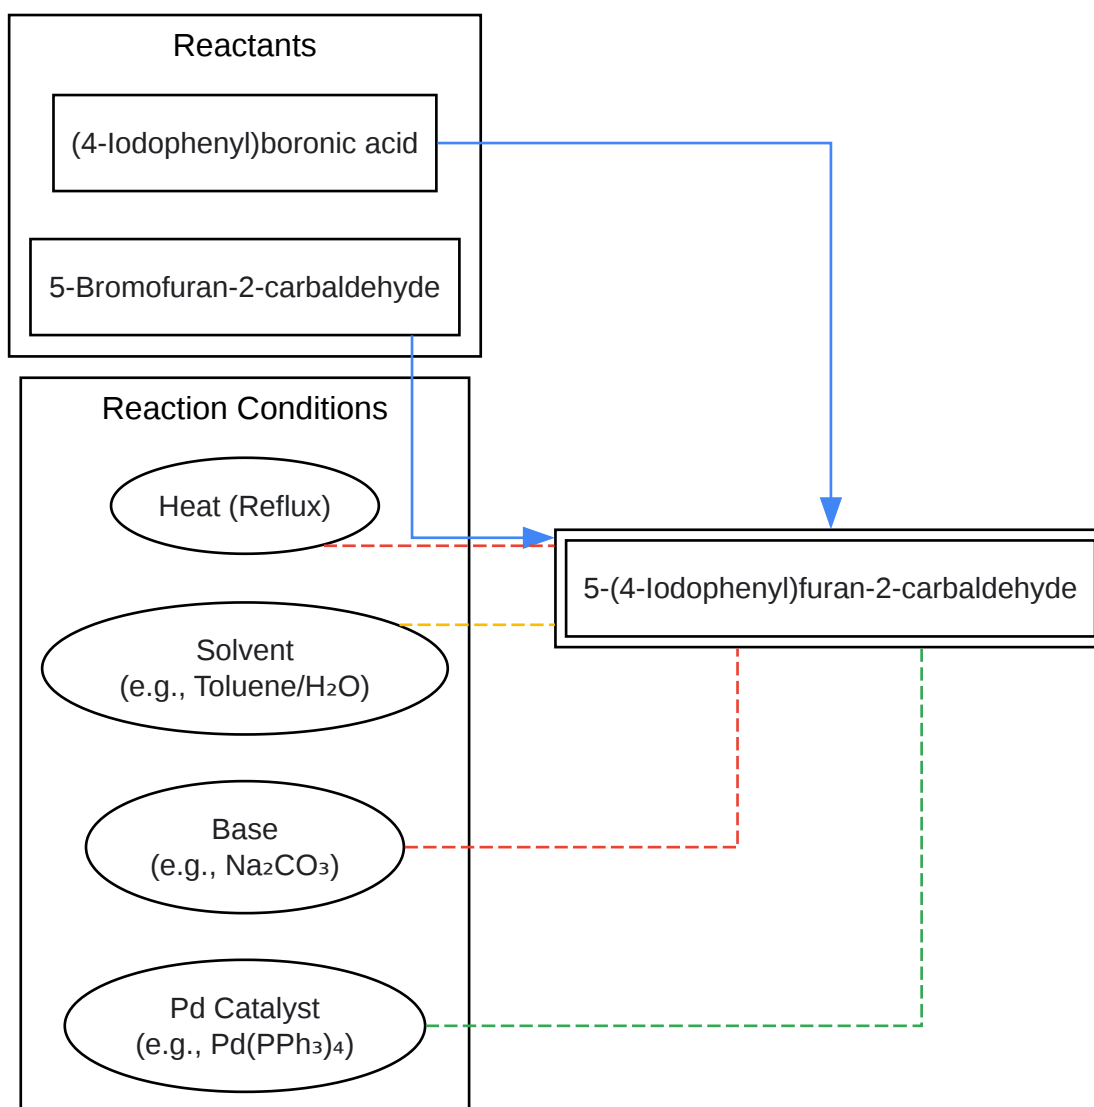 Reactants
(4-Iodophenyl)boronic acid
5-Bromofuran-2-carbaldehyde
Reaction Conditions
Heat (Reflux)
Solvent
(e.g., Toluene/H₂O)
Base
(e.g., Na₂CO₃)
Pd Catalyst
(e.g., Pd(PPh₃)₄)
5-(4-Iodophenyl)furan-2-carbaldehyde